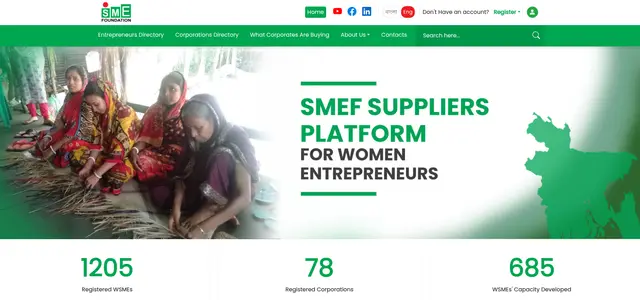 SME
FOUNDATION
Home
বাংলা
Eng
Don't Have an account?
Register
Entrepreneurs Directory
Corporations Directory
What Corporates Are Buying
About Us
Contacts
Search here...
SMEF SUPPLIERS
PLATFORM
FOR WOMEN
ENTREPRENEURS
1205
Registered WSMEs
78
Registered Corporations
685
WSMEs' Capacity Developed